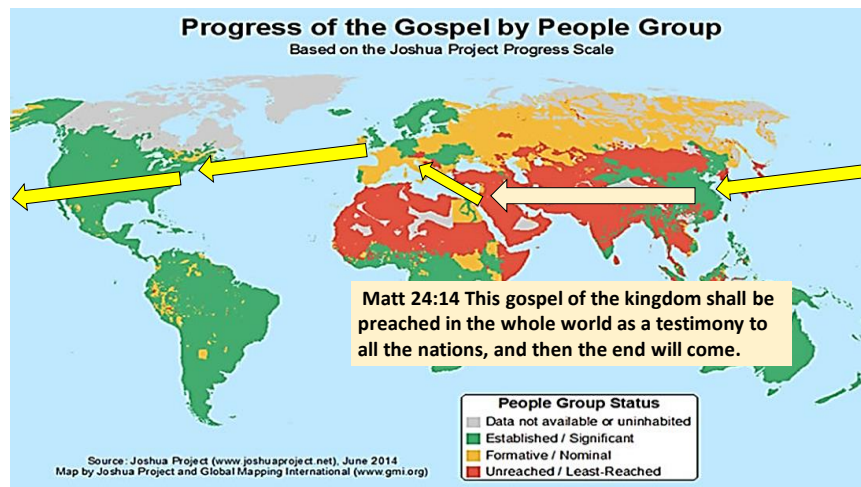 Progress of the Gospel by People Group
Based on the Joshua Project Progress Scale
Matt 24:14 This gospel of the kingdom shall be
preached in the whole world as a testimony to
all the nations, and then the end will come.
People Group Status
Data not available or uninhabited
Established / Significant
Formative / Nominal
Unreached / Least-Reached
Source: Joshua Project (www.joshuaproject.net), June 2014
Map by Joshua Project and Global Mapping International (www.gmi.org)